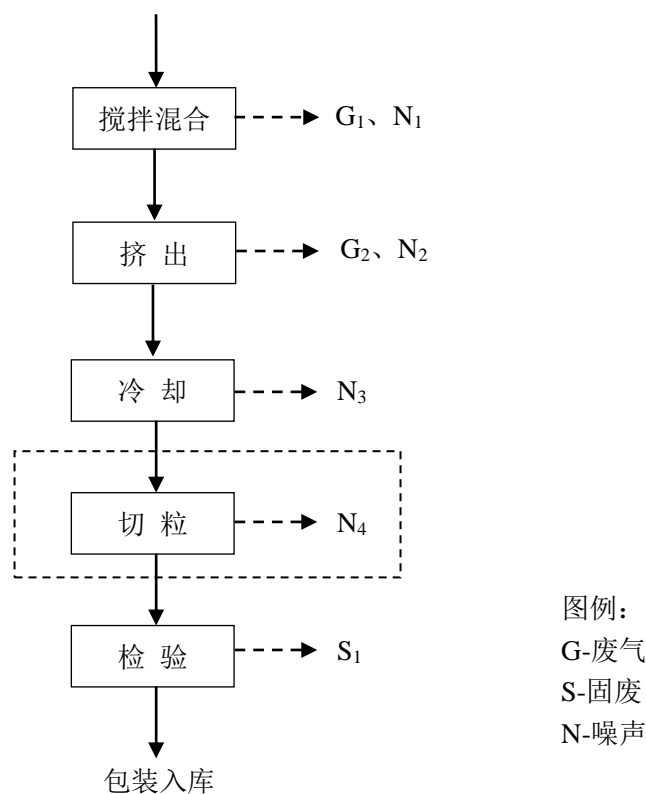 搅拌混合
G₁、N₁
挤 出
G₂、N₂
冷 却
N₃
切 粒
N₄
检 验
S₁
包装入库
图例：
G-废气
S-固废
N-噪声